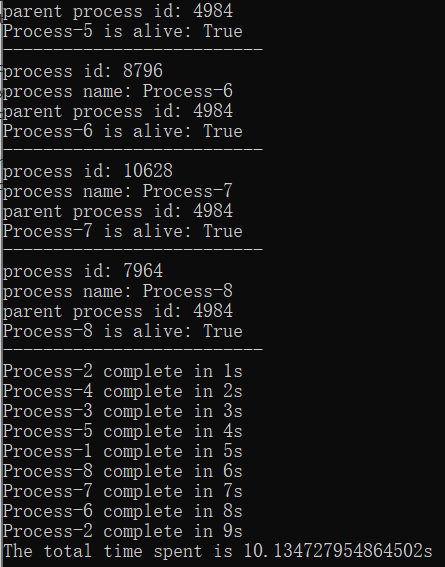 parent process id: 4984
Process-5 is alive: True
--------------------------
process id: 8796
process name: Process-6
parent process id: 4984
Process-6 is alive: True
--------------------------
process id: 10628
process name: Process-7
parent process id: 4984
Process-7 is alive: True
--------------------------
process id: 7964
process name: Process-8
parent process id: 4984
Process-8 is alive: True
--------------------------
Process-2 complete in 1s
Process-4 complete in 2s
Process-3 complete in 3s
Process-5 complete in 4s
Process-1 complete in 5s
Process-8 complete in 6s
Process-7 complete in 7s
Process-6 complete in 8s
Process-2 complete in 9s
The total time spent is 10.134727954864502s